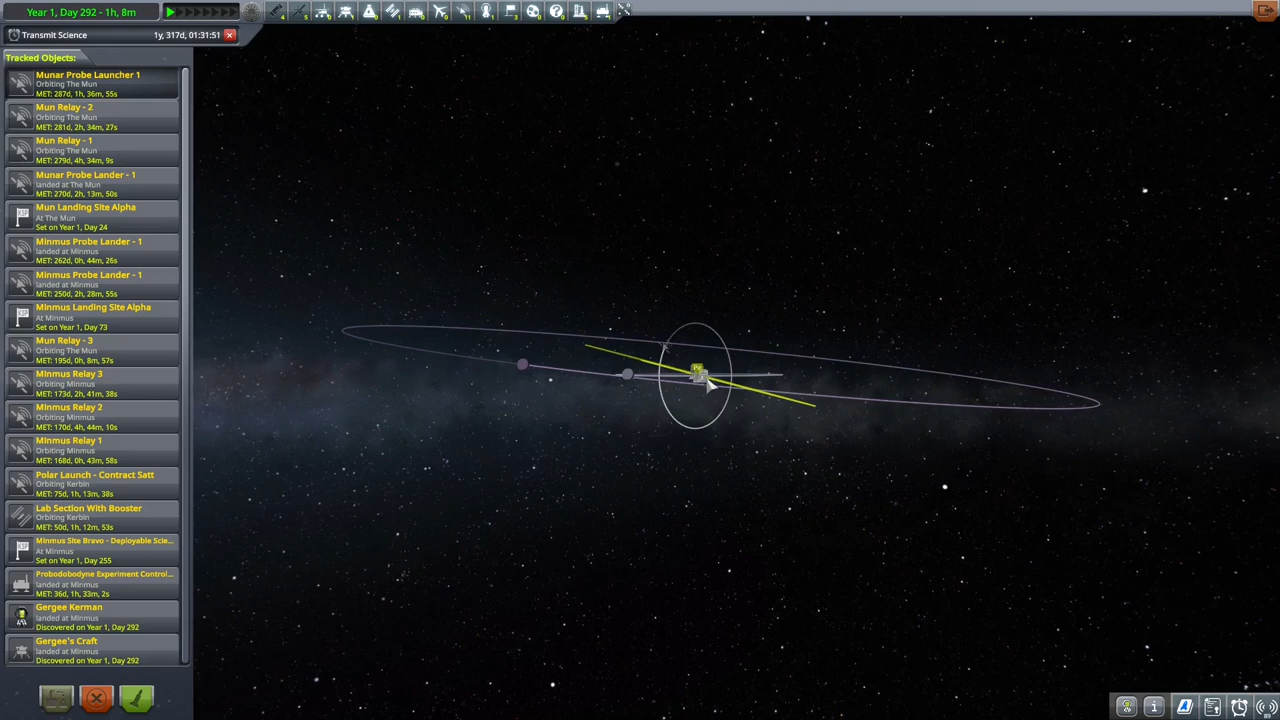 Year 1, Day 292 - 1h, 8m
Transmit Science 1y, 317d, 01:31:51
Tracked Objects:
Munar Probe Launcher 1
Orbiting The Mun
MET: 287d, 1h, 36m, 55s
Mun Relay - 2
Orbiting The Mun
MET: 281d, 2h, 34m, 27s
Mun Relay - 1
Orbiting The Mun
MET: 279d, 4h, 34m, 9s
Munar Probe Lander - 1
landed at The Mun
MET: 270d, 2h, 13m, 50s
Mun Landing Site Alpha
At The Mun
Set on Year 1, Day 24
Minmus Probe Lander - 1
landed at Minmus
MET: 262d, 0h, 44m, 26s
Minmus Probe Lander - 1
landed at Minmus
MET: 250d, 2h, 28m, 55s
Minmus Landing Site Alpha
At Minmus
Set on Year 1, Day 73
Mun Relay - 3
Orbiting The Mun
MET: 195d, 0h, 8m, 57s
Minmus Relay 3
Orbiting Minmus
MET: 173d, 2h, 41m, 38s
Minmus Relay 2
Orbiting Minmus
MET: 170d, 4h, 44m, 10s
Minmus Relay 1
Orbiting Minmus
MET: 168d, 0h, 43m, 58s
Polar Launch - Contract Satt
Orbiting Kerbin
MET: 75d, 1h, 13m, 38s
Lab Section With Booster
Orbiting Kerbin
MET: 50d, 1h, 12m, 53s
Minmus Site Bravo - Deployable Scie...
At Minmus
Set on Year 1, Day 255
Probodobodyne Experiment Control...
landed at Minmus
MET: 36d, 1h, 33m, 2s
Gergee Kerman
landed at Minmus
Discovered on Year 1, Day 292
Gergee's Craft
landed at Minmus
Discovered on Year 1, Day 292
Pe